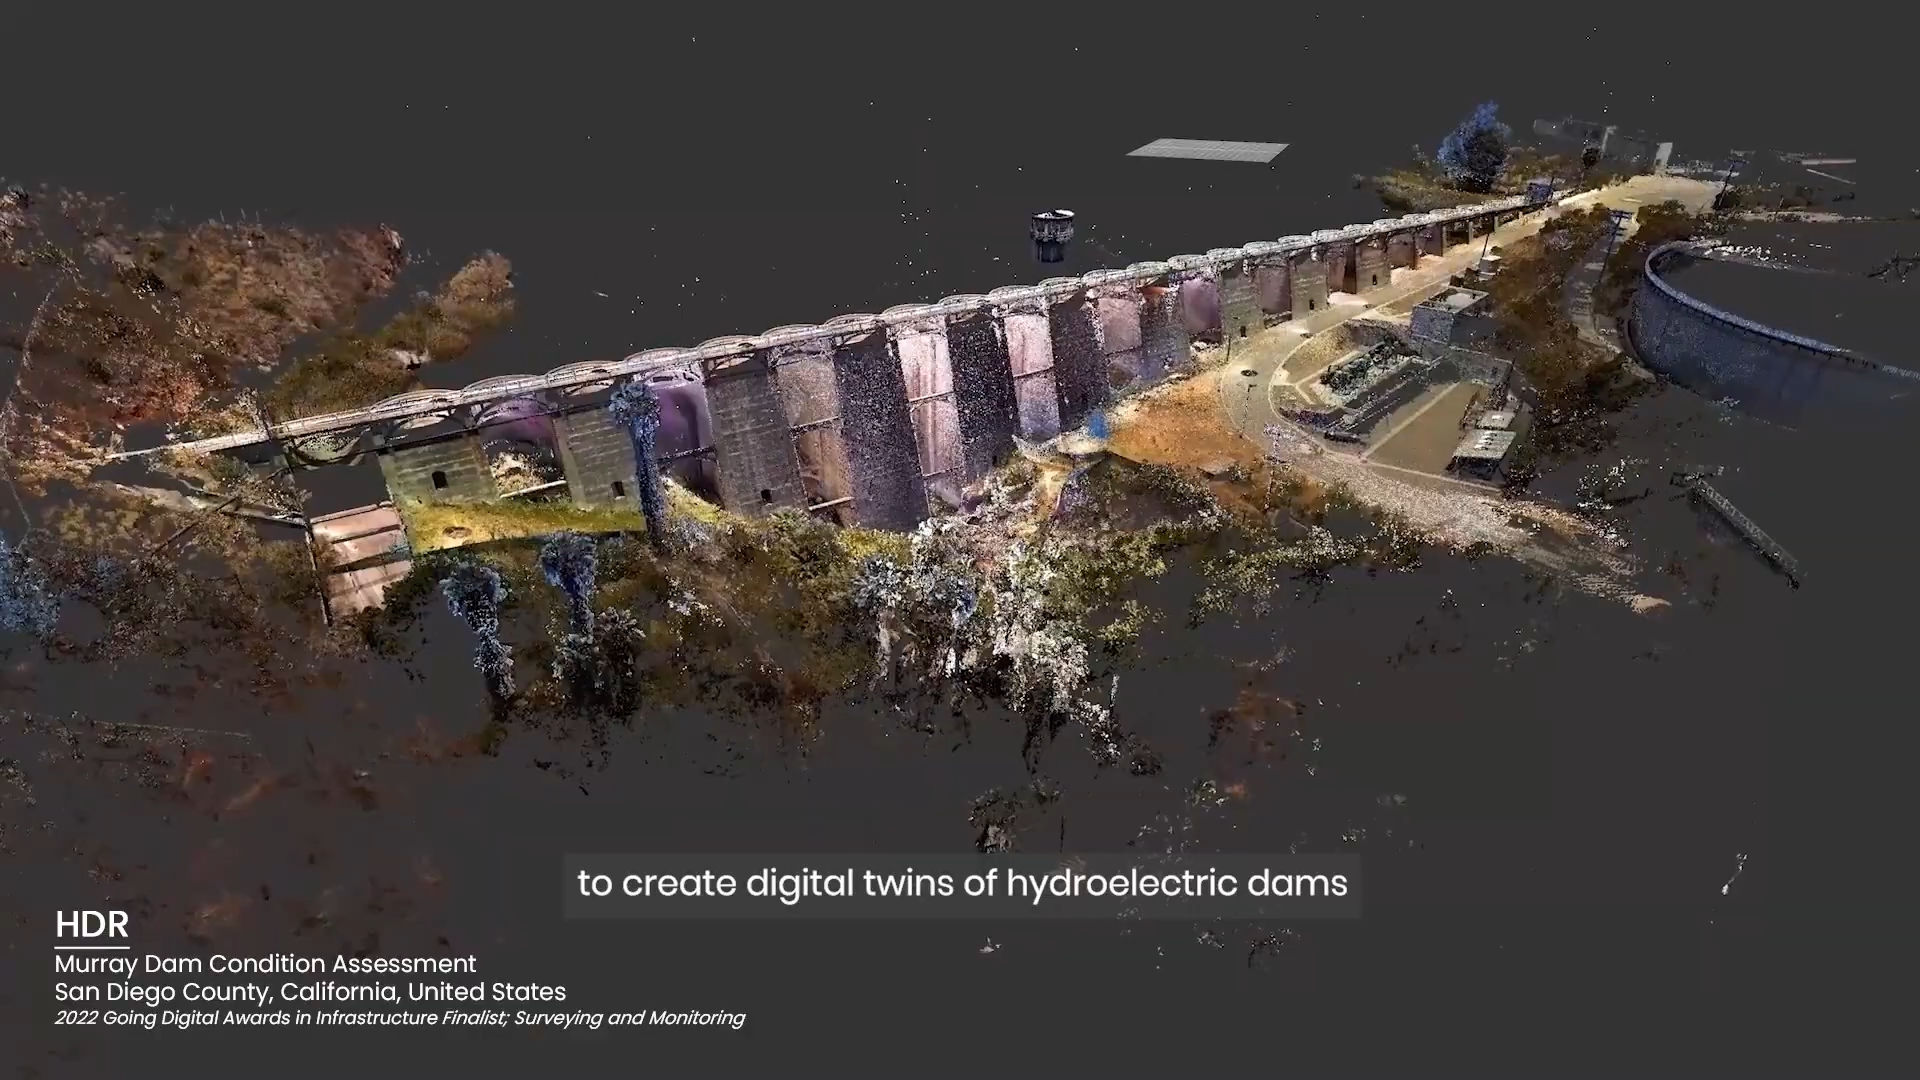 to create digital twins of hydroelectric dams
HDR
Murray Dam Condition Assessment
San Diego County, California, United States
2022 Going Digital Awards in Infrastructure Finalist; Surveying and Monitoring